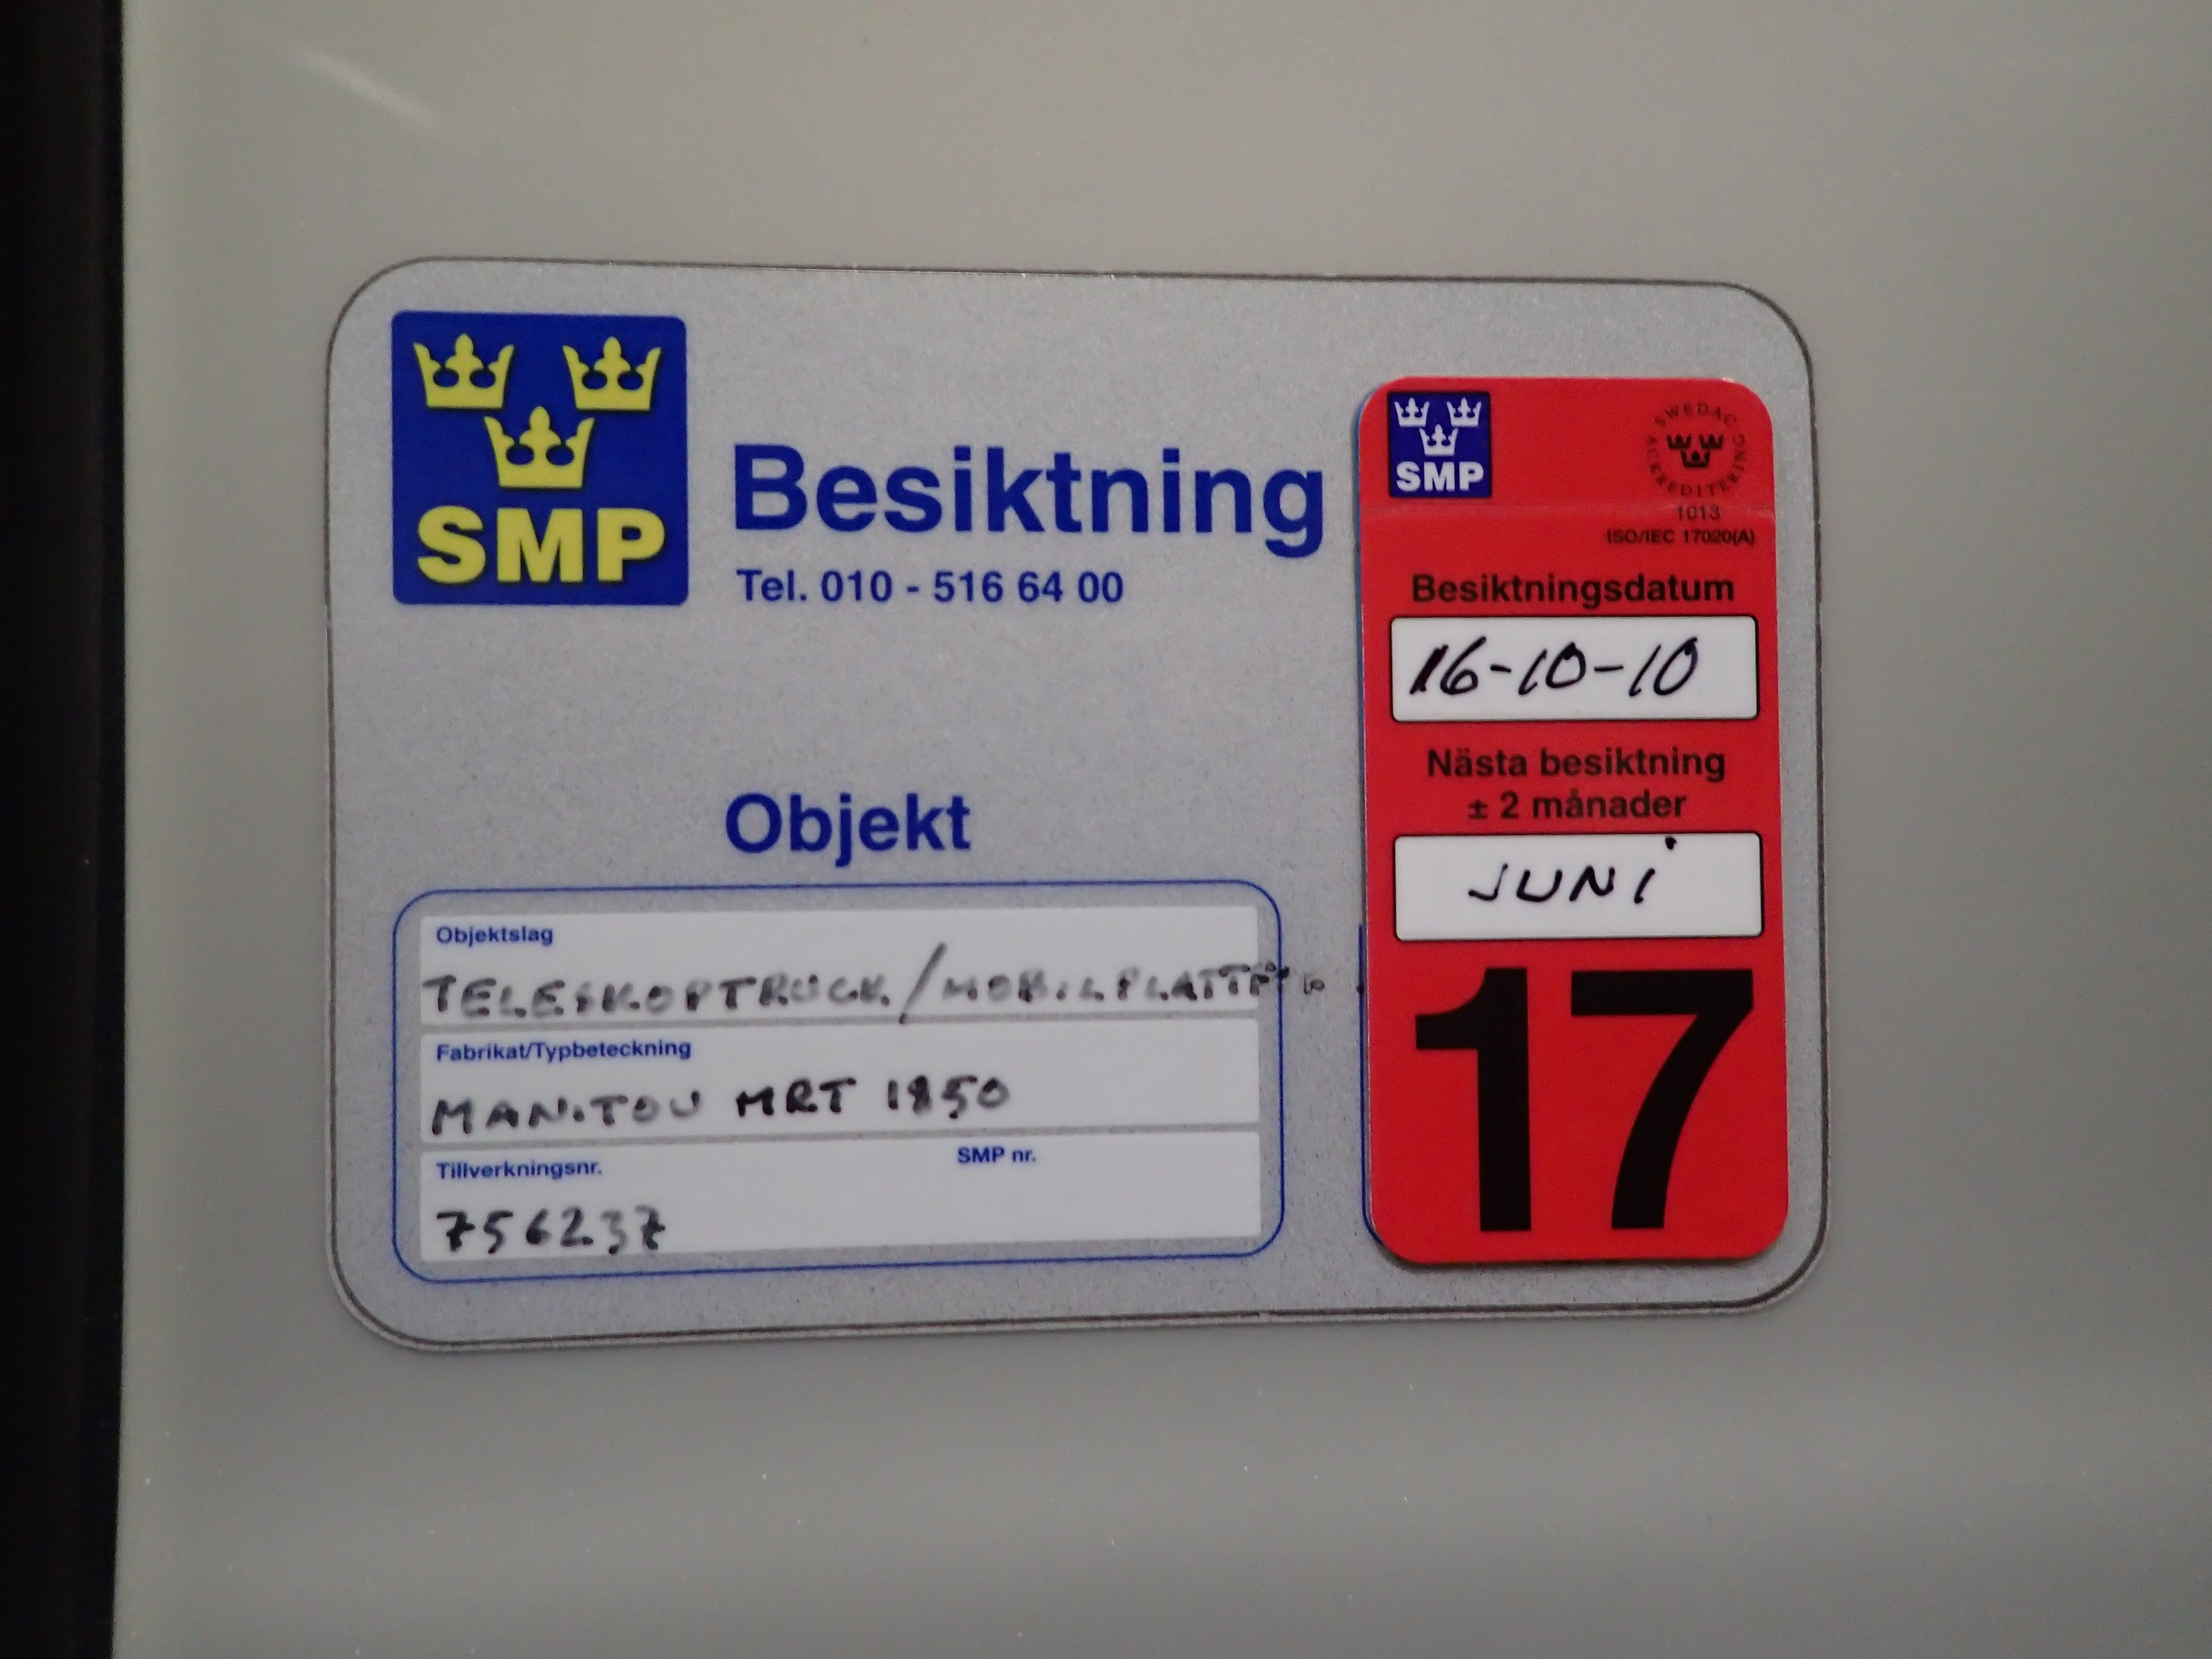 SMP
Besiktning
Tel. 010 - 516 64 00
Objekt
Objektslag
TELESKOPTRUCK/
Fabrikat/Typbeteckning
MANITOU MRT 1850
Tillverkningsnr.
SMP nr.
756237
SMP
SWEDAC ACKREDITERING
1013
ISO/IEC 17020(A)
Besiktningsdatum
16-10-10
Nästa besiktning
± 2 månader
JUNI
17